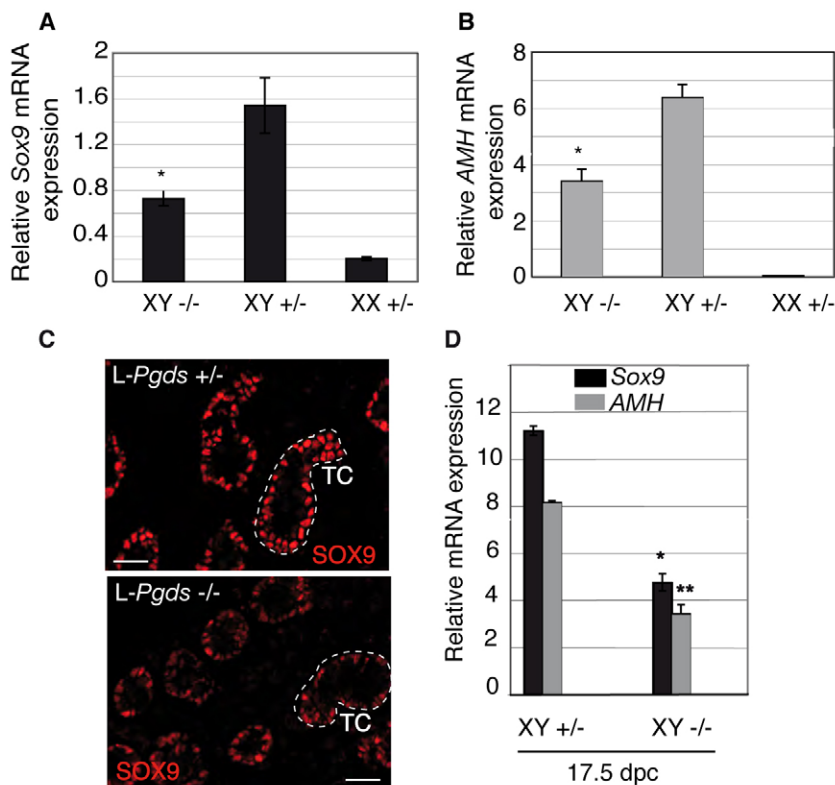 A
Relative Sox9 mRNA
expression
2
1.6
1.2
0.8
0.4
0
*
XY -/-
XY +/-
XX +/-
B
Relative AMH mRNA
expression
8
6
4
2
0
*
XY -/-
XY +/-
XX +/-
C
L-Pgds +/-
TC
SOX9
L-Pgds -/-
TC
SOX9
D
Sox9
AMH
Relative mRNA expression
11
10
8
6
4
2
0
*
**
XY +/-
XY -/-
17.5 dpc